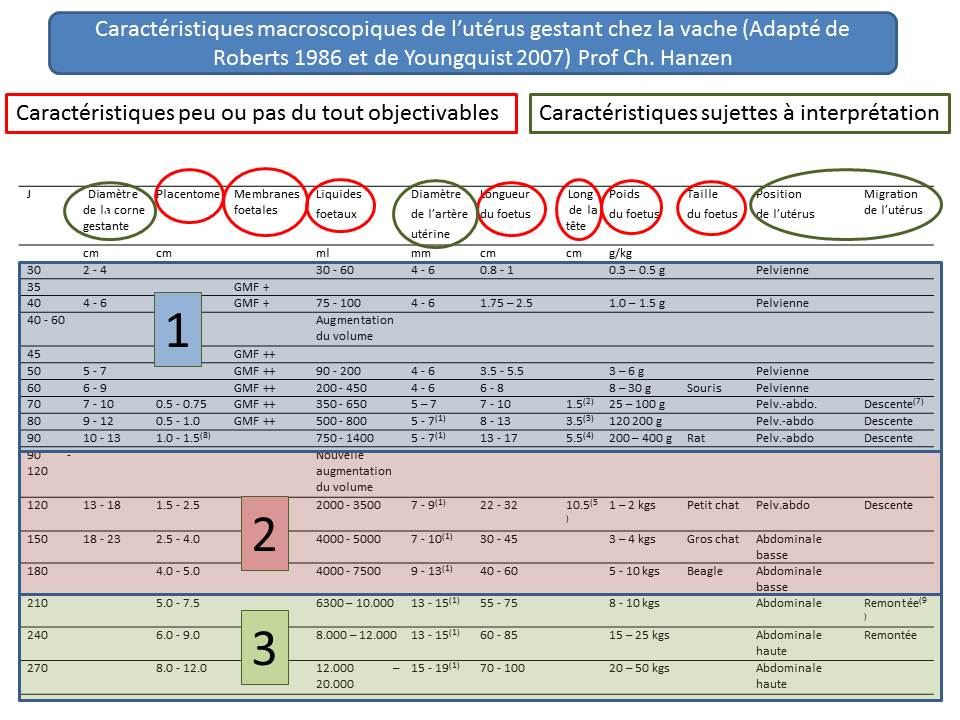 Caractéristiques macroscopiques de l’utérus gestant chez la vache (Adapté de
Roberts 1986 et de Youngquist 2007) Prof Ch. Hanzen
Caractéristiques peu ou pas du tout objectivables
Caractéristiques sujettes à interprétation
J Diamètre de la corne gestante Placentome Membranes foetales Liquides foetaux Diamètre de l’artère utérine Longueur du foetus Long de la tête Poids du foetus Taille du foetus Position de l’utérus Migration de l’utérus
cm cm ml mm cm cm g/kg
30 2 - 4 30 - 60 4 - 6 0.8 - 1 0.3 – 0.5 g Pelvienne
35 GMF +
40 4 - 6 GMF + 75 - 100 4 - 6 1.75 – 2.5 1.0 – 1.5 g Pelvienne
40 - 60 Augmentation du volume
1
45 GMF ++
50 5 - 7 GMF ++ 90 - 200 4 - 6 3.5 - 5.5 3 – 6 g Pelvienne
60 6 - 9 GMF ++ 200 - 450 4 - 6 6 - 8 8 – 30 g Souris Pelvienne
70 7 - 10 0.5 - 0.75 GMF ++ 350 - 650 5 – 7 7 - 10 1.5(2) 25 – 100 g Pelv.-abdo. Descente(7)
80 9 - 12 0.5 - 1.0 GMF ++ 500 - 800 5 - 7(1) 8 - 13 3.5(3) 120 200 g Pelv.-abdo Descente
90 10 - 13 1.0 - 1.5(8) 750 - 1400 5 - 7(1) 13 - 17 5.5(4) 200 – 400 g Rat Pelv.-abdo Descente
90 - 120 Nouvelle augmentation du volume
120 13 - 18 1.5 - 2.5 2000 - 3500 7 - 9(1) 22 - 32 10.5(5) 1 – 2 kgs Petit chat Pelv.abdo Descente
2
150 18 - 23 2.5 - 4.0 4000 - 5000 7 - 10(1) 30 - 45 3 – 4 kgs Gros chat Abdominale basse
180 4.0 - 5.0 4000 - 7500 9 - 13(1) 40 - 60 5 - 10 kgs Beagle Abdominale basse
210 5.0 - 7.5 6300 – 10.000 13 - 15(1) 55 - 75 8 - 10 kgs Abdominale Remontée(9)
3
240 6.0 - 9.0 8.000 – 12.000 13 - 15(1) 60 - 85 15 – 25 kgs Abdominale haute Remontée
270 8.0 - 12.0 12.000 – 20.000 15 - 19(1) 70 - 100 20 – 50 kgs Abdominale haute